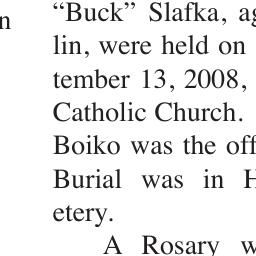 “Buck” Slafka, ag
lin, were held on
tember 13, 2008,
Catholic Church.
Boiko was the off
Burial was in H
etery.
A Rosary w